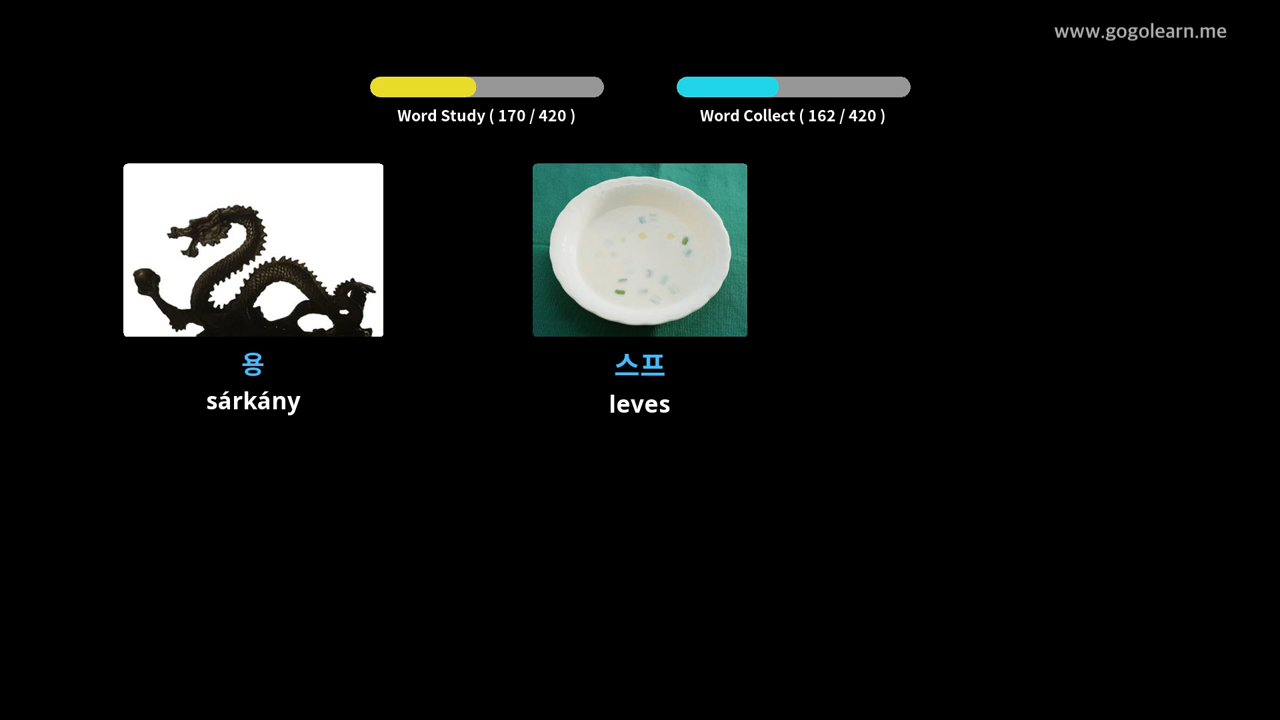 www.gogolearn.me
Word Study ( 170 / 420 )
Word Collect ( 162 / 420 )
용
sárkány
스프
leves